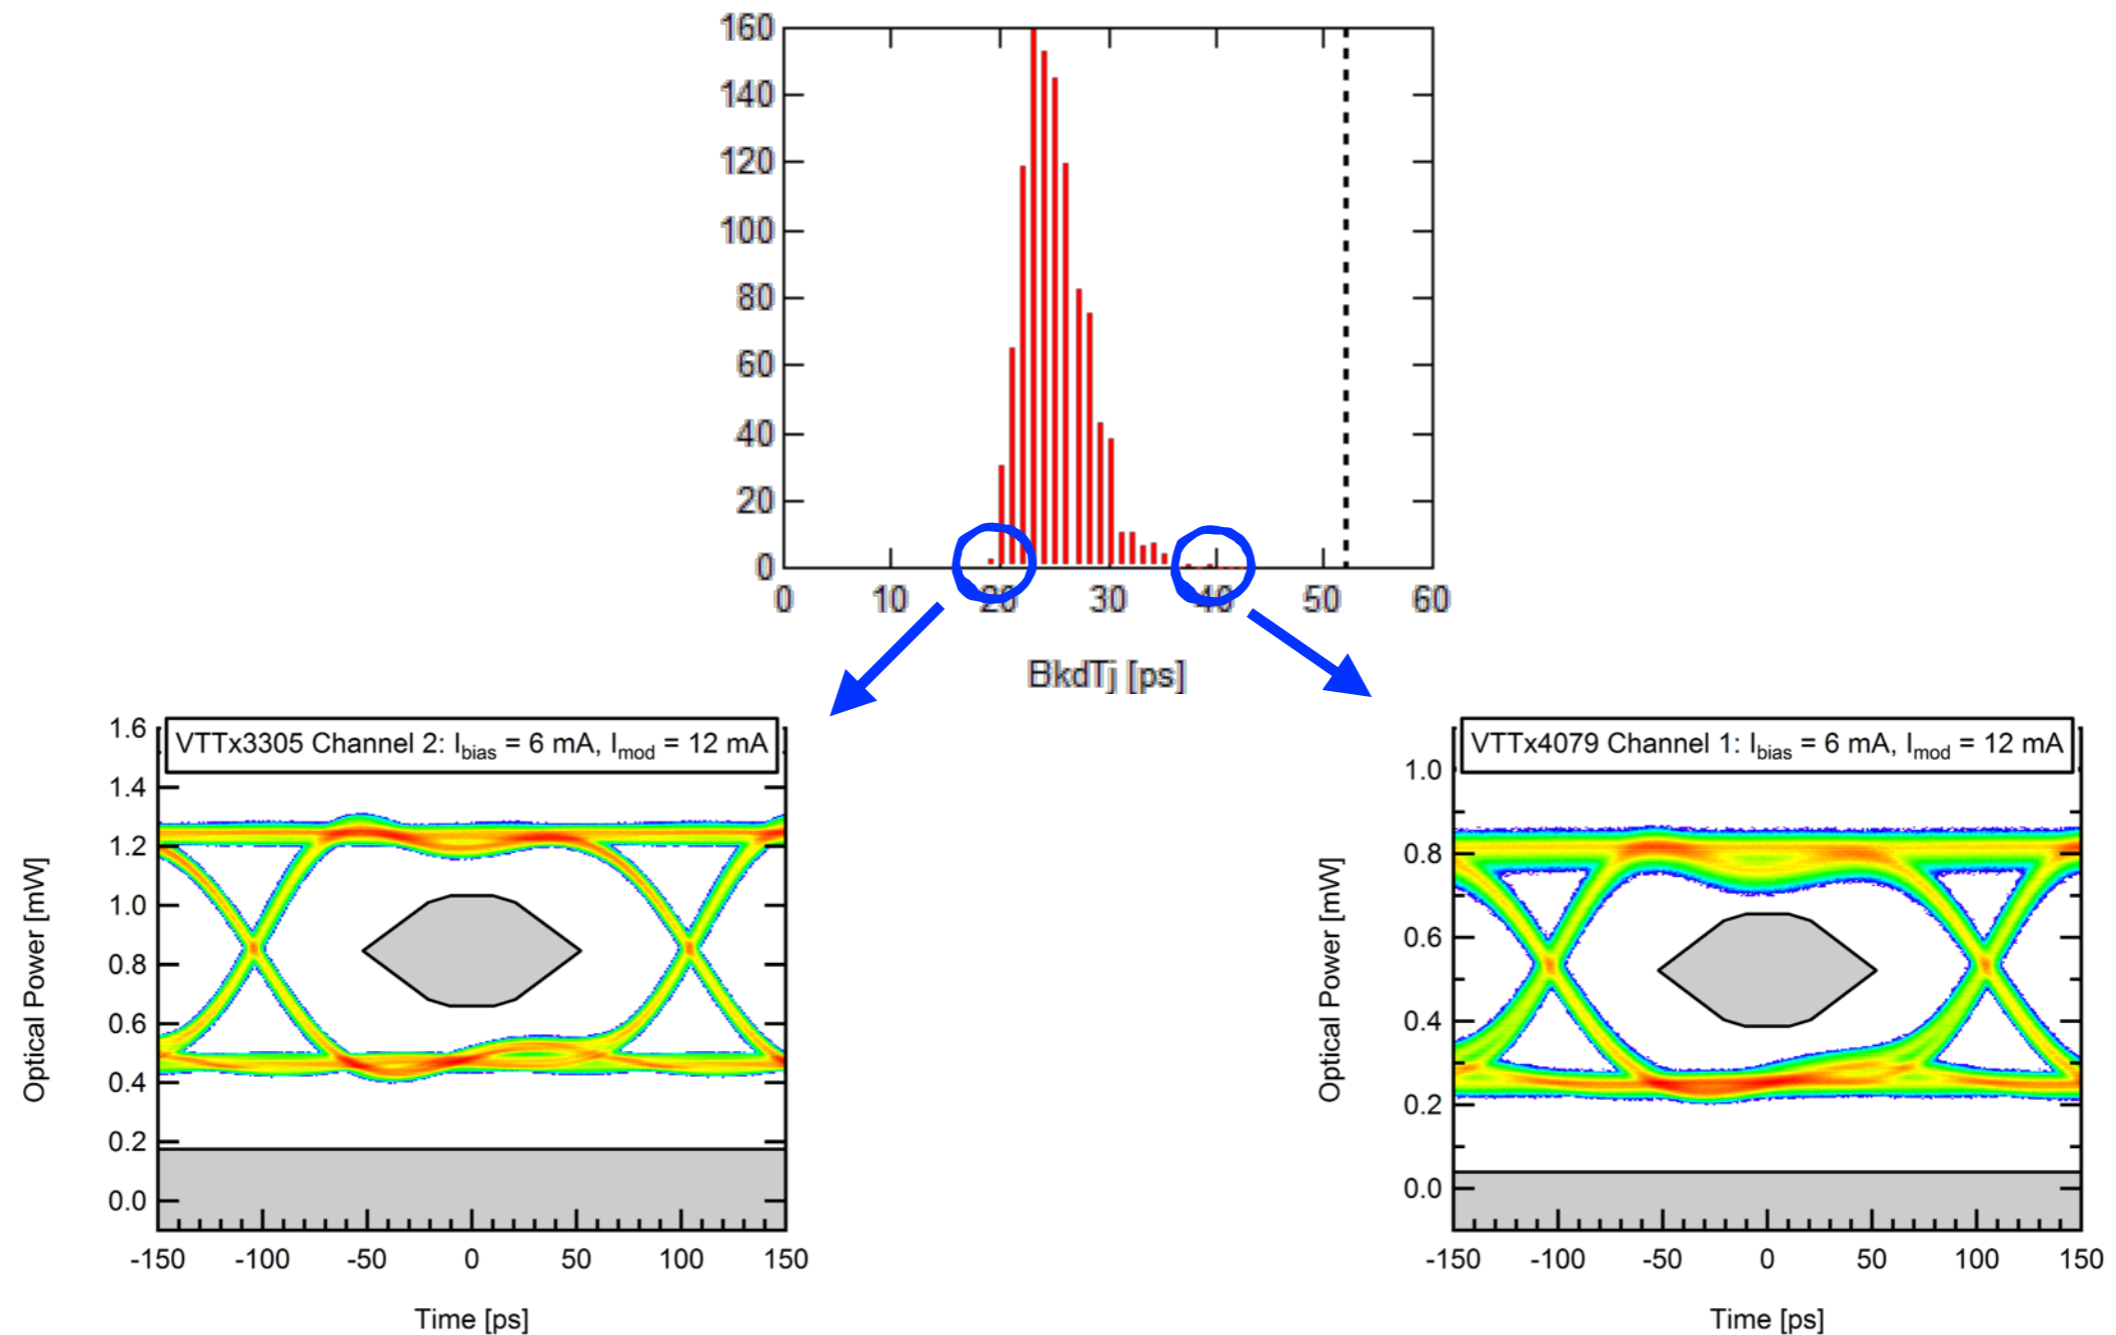 160
140
120
100
80
60
40
20
0
0 10 20 30 40 50 60
BkdTj [ps]
VTTx3305 Channel 2: Ibias = 6 mA, Imod = 12 mA
1.6
1.4
1.2
1.0
0.8
0.6
0.4
0.2
0.0
Optical Power [mW]
-150 -100 -50 0 50 100 150
Time [ps]
VTTx4079 Channel 1: Ibias = 6 mA, Imod = 12 mA
1.0
0.8
0.6
0.4
0.2
0.0
Optical Power [mW]
-150 -100 -50 0 50 100 150
Time [ps]